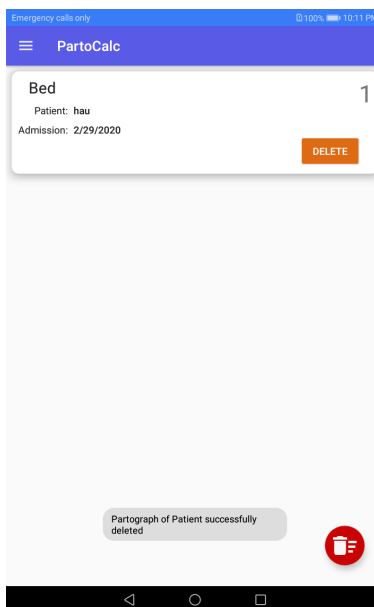 Emergency calls only 100% 10:11 PM
PartoCalc
Bed 1
Patient: hau
Admission: 2/29/2020
DELETE
Partograph of Patient successfully
deleted